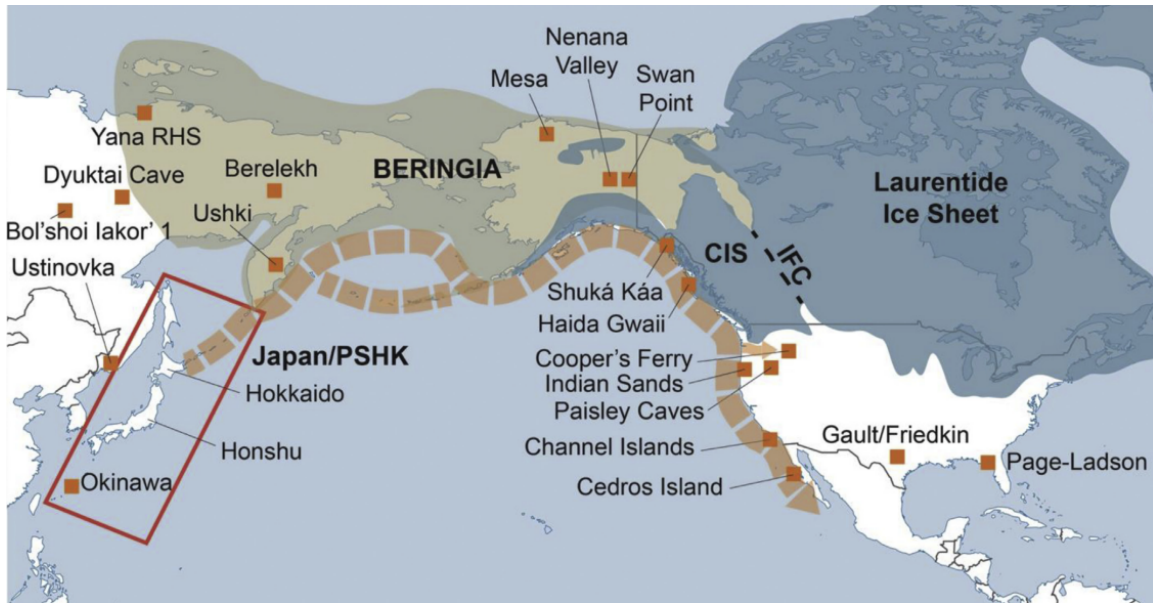 Nenana
Valley
Mesa
Swan
Point
Yana RHS
Dyuktai Cave
Berelekh
BERINGIA
Laurentide
Ice Sheet
Bol'shoi Iakor' 1
Ushki
Ustinovka
CIS
IFC
Shuká Káa
Haida Gwaii
Japan/PSHK
Cooper's Ferry
Hokkaido
Indian Sands
Paisley Caves
Honshu
Channel Islands
Gault/Friedkin
Page-Ladson
Okinawa
Cedros Island